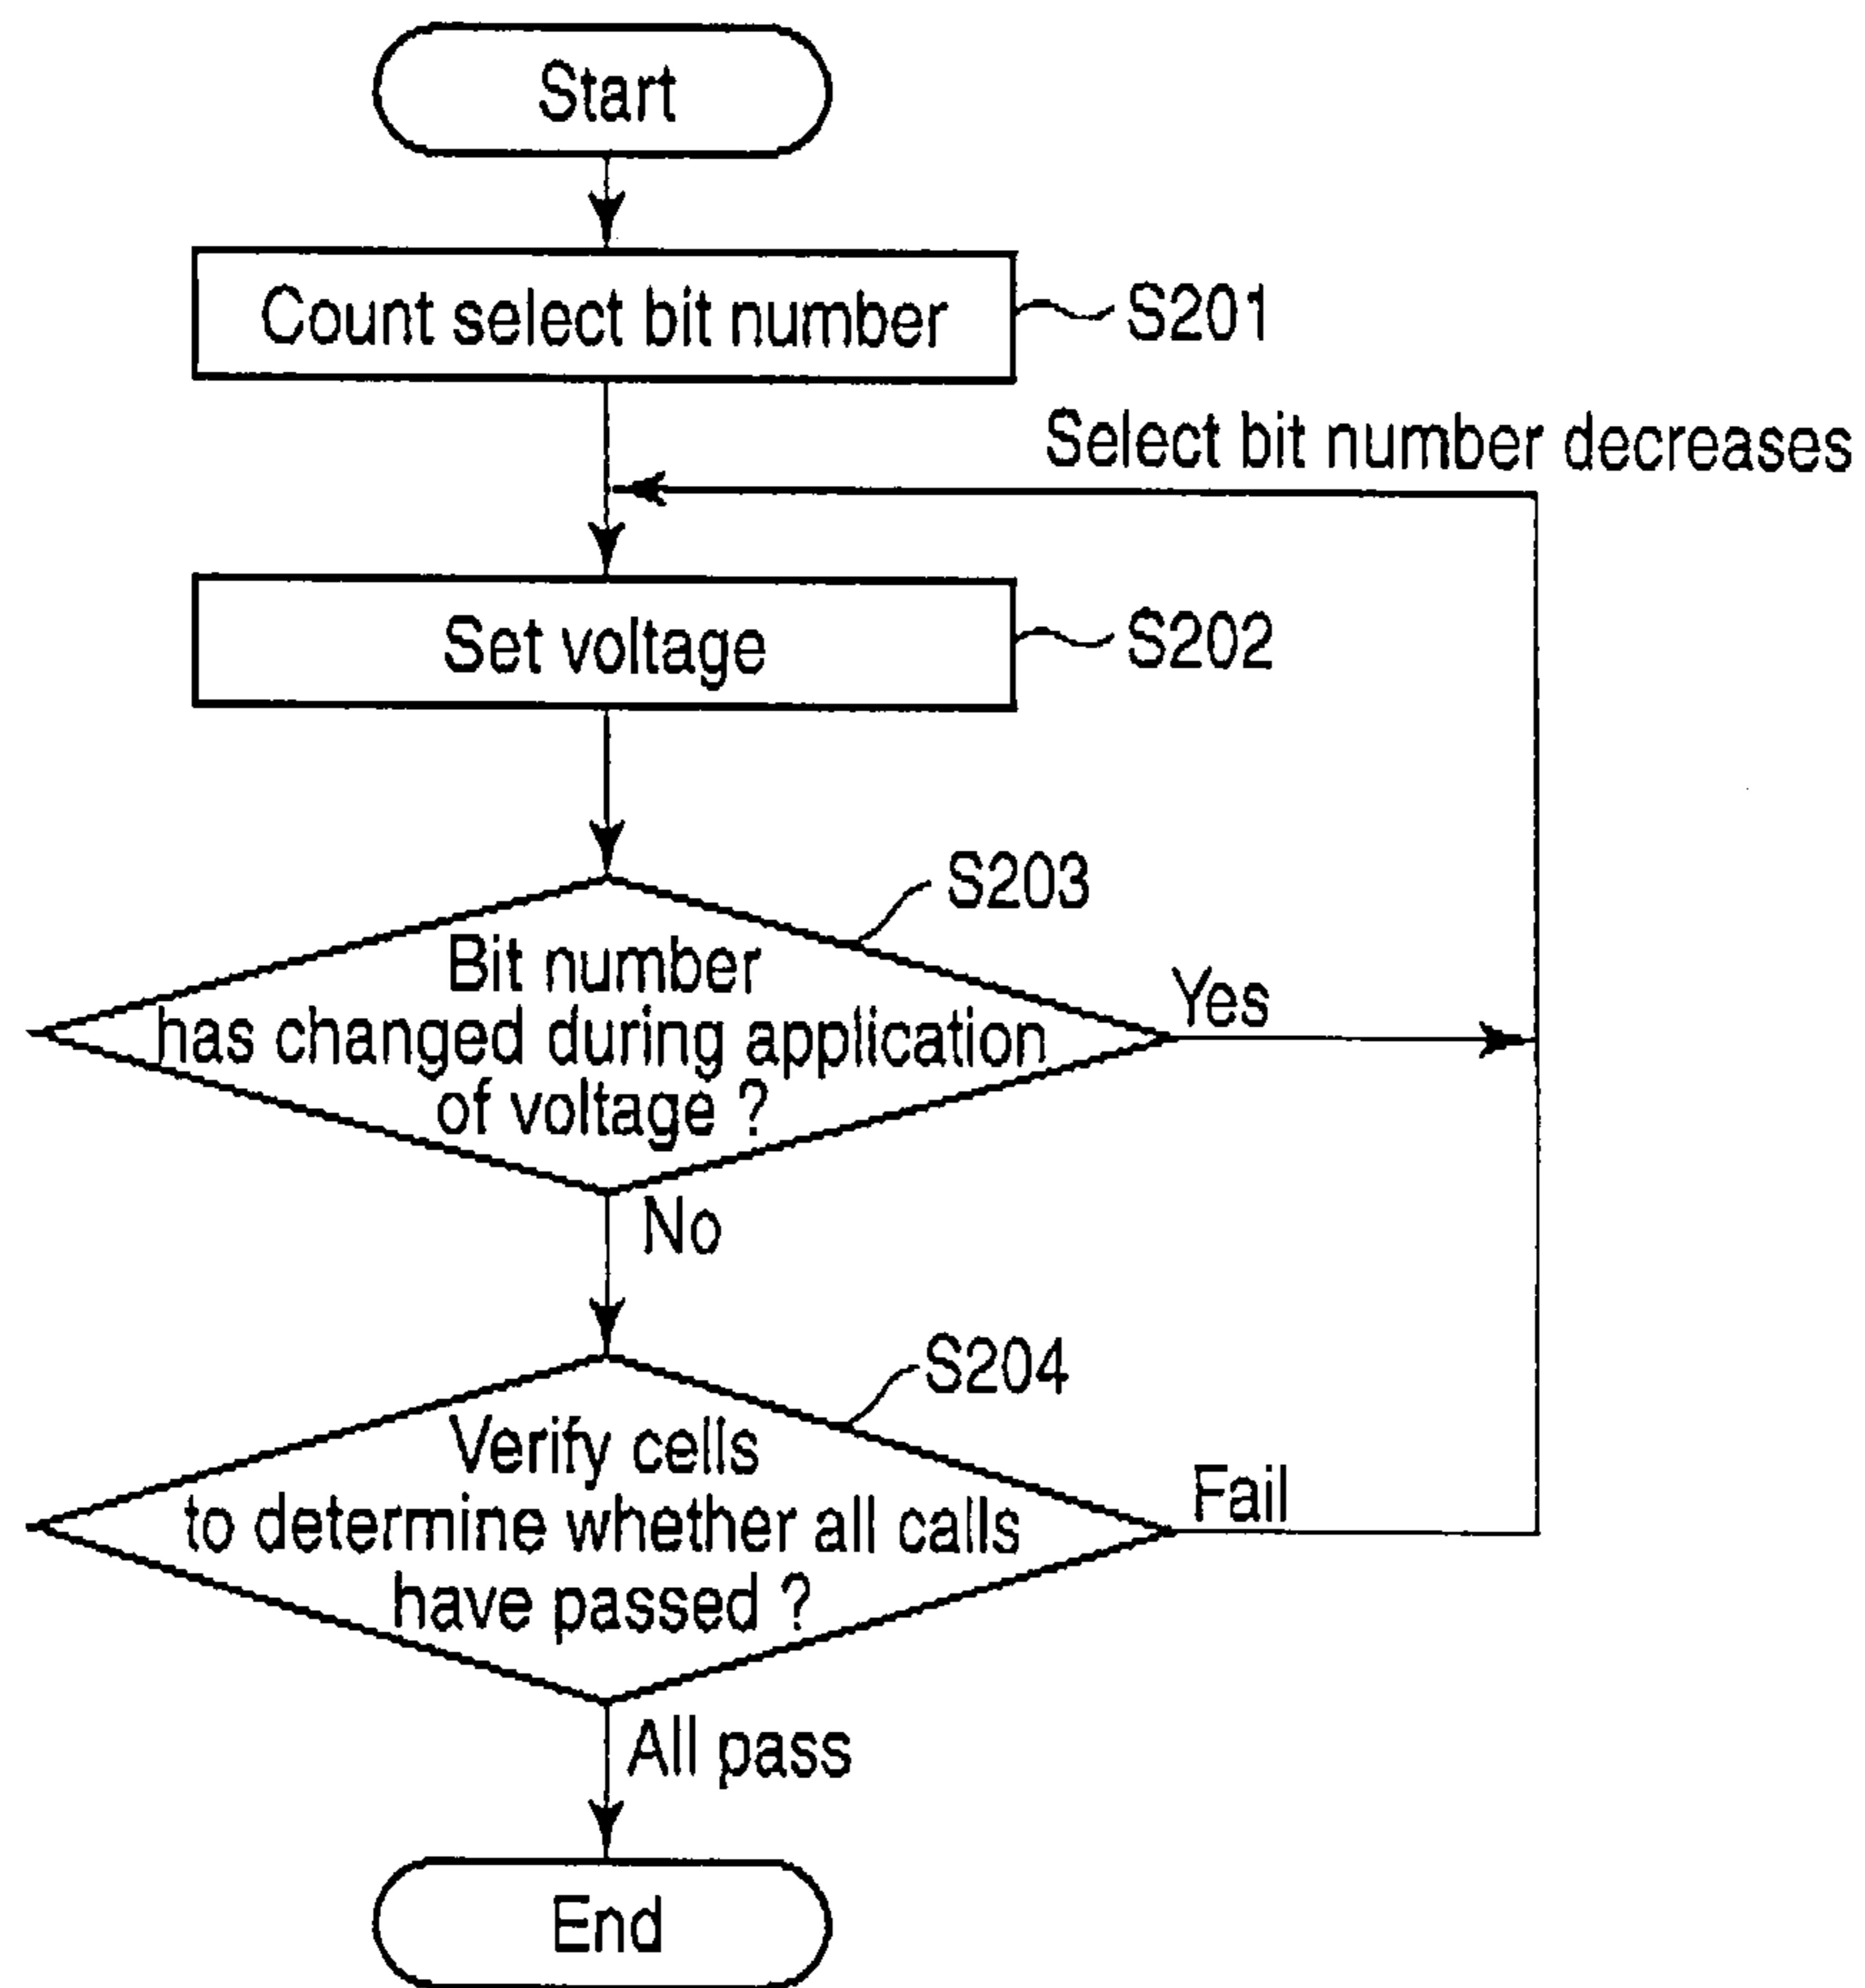 Start
Count select bit number
S201
Select bit number decreases
Set voltage
S202
S203
Bit number
has changed during application
of voltage ?
Yes
No
S204
Verify cells
to determine whether all calls
have passed ?
Fail
All pass
End